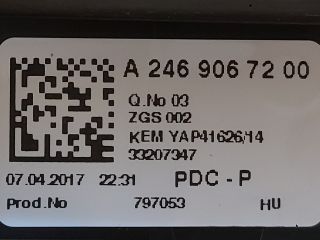 A 246 906 72 00
Q.No 03
ZGS 002
KEM YAP41626/14
33207347
07.04.2017 22:31 PDC - P
Prod.No 797053 HU